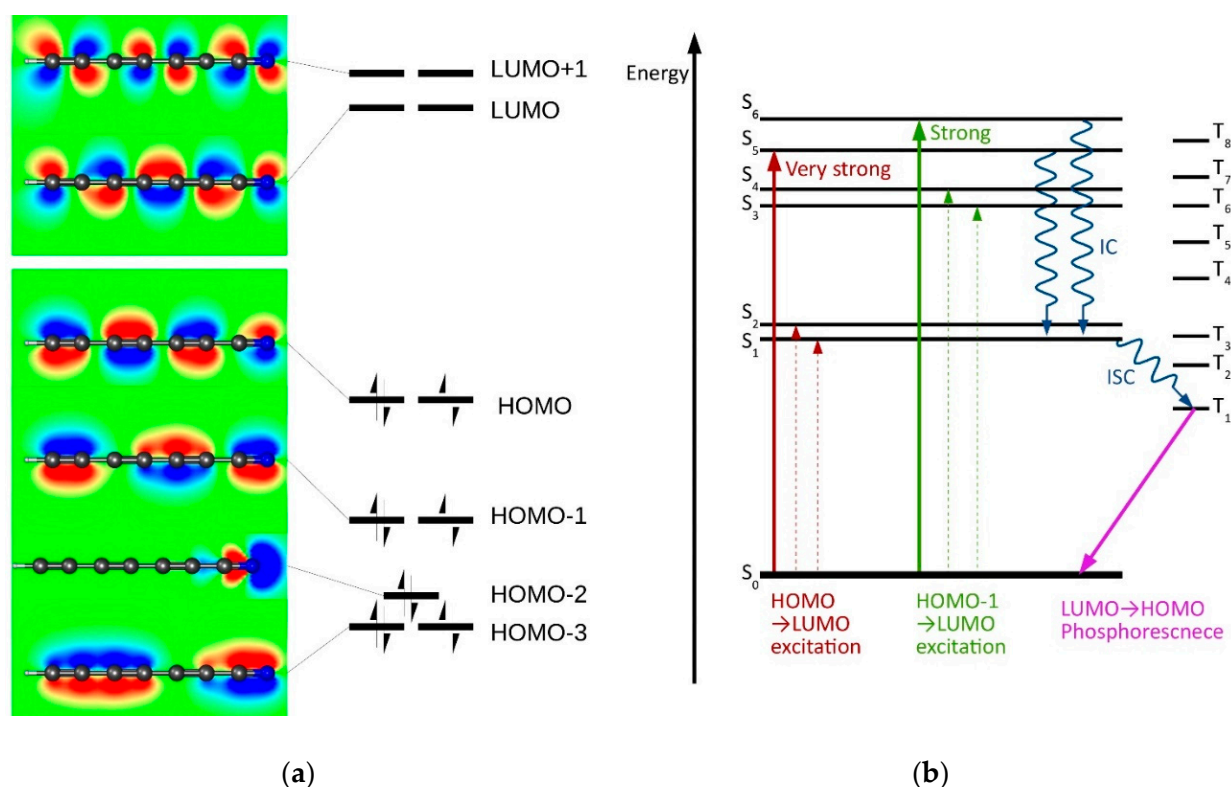 LUMO+1
LUMO
HOMO
HOMO-1
HOMO-2
HOMO-3
(a)
Energy
S6
S5
S4
S3
S2
S1
S0
Very strong
Strong
IC
ISC
T8
T7
T6
T5
T4
T3
T2
T1
HOMO
→LUMO
excitation
HOMO-1
→LUMO
excitation
LUMO→HOMO
Phosphorescnece
(b)